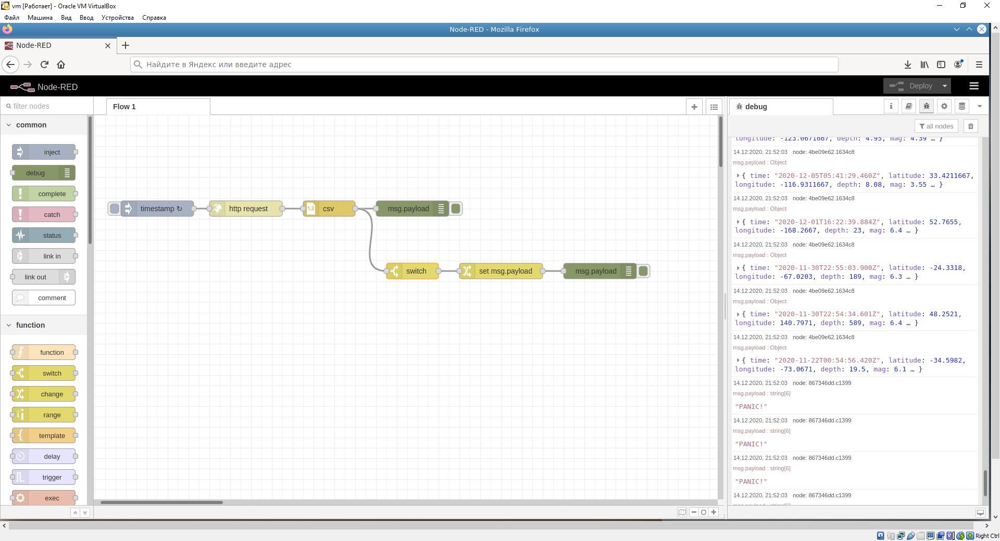 vm [Работает] - Oracle VM VirtualBox
Файл Машина Вид Ввод Устройства Справка
Node-RED - Mozilla Firefox
Node-RED
Найдите в Яндекс или введите адрес
Node-RED
Deploy
filter nodes
Flow 1
debug
all nodes
common
inject
debug
complete
catch
status
link in
link out
comment
function
function
switch
change
range
template
delay
trigger
exec
timestamp ↻
http request
1,2
csv
msg.payload
switch
set msg.payload
msg.payload
longitude: -123.0671667, depth: 4.95, mag: 4.39 … }
14.12.2020, 21:52:03 node: 4be09e62.1634c8
msg.payload : Object
{ time: "2020-12-05T05:41:29.460Z", latitude: 33.4211667,
longitude: -116.9311667, depth: 8.08, mag: 3.55 … }
14.12.2020, 21:52:03 node: 4be09e62.1634c8
msg.payload : Object
{ time: "2020-12-01T16:22:39.884Z", latitude: 52.7655,
longitude: -168.2667, depth: 23, mag: 6.4 … }
14.12.2020, 21:52:03 node: 4be09e62.1634c8
msg.payload : Object
{ time: "2020-11-30T22:55:03.900Z", latitude: -24.3318,
longitude: -67.0203, depth: 189, mag: 6.3 … }
14.12.2020, 21:52:03 node: 4be09e62.1634c8
msg.payload : Object
{ time: "2020-11-30T22:54:34.601Z", latitude: 48.2521,
longitude: 140.7971, depth: 589, mag: 6.4 … }
14.12.2020, 21:52:03 node: 4be09e62.1634c8
msg.payload : Object
{ time: "2020-11-22T00:54:56.420Z", latitude: -34.5982,
longitude: -73.0671, depth: 19.5, mag: 6.1 … }
14.12.2020, 21:52:03 node: 867346dd.c1399
msg.payload : string[6]
"PANIC!"
14.12.2020, 21:52:03 node: 867346dd.c1399
msg.payload : string[6]
"PANIC!"
14.12.2020, 21:52:03 node: 867346dd.c1399
msg.payload : string[6]
"PANIC!"
14.12.2020, 21:52:03 node: 867346dd.c1399
Right Ctrl